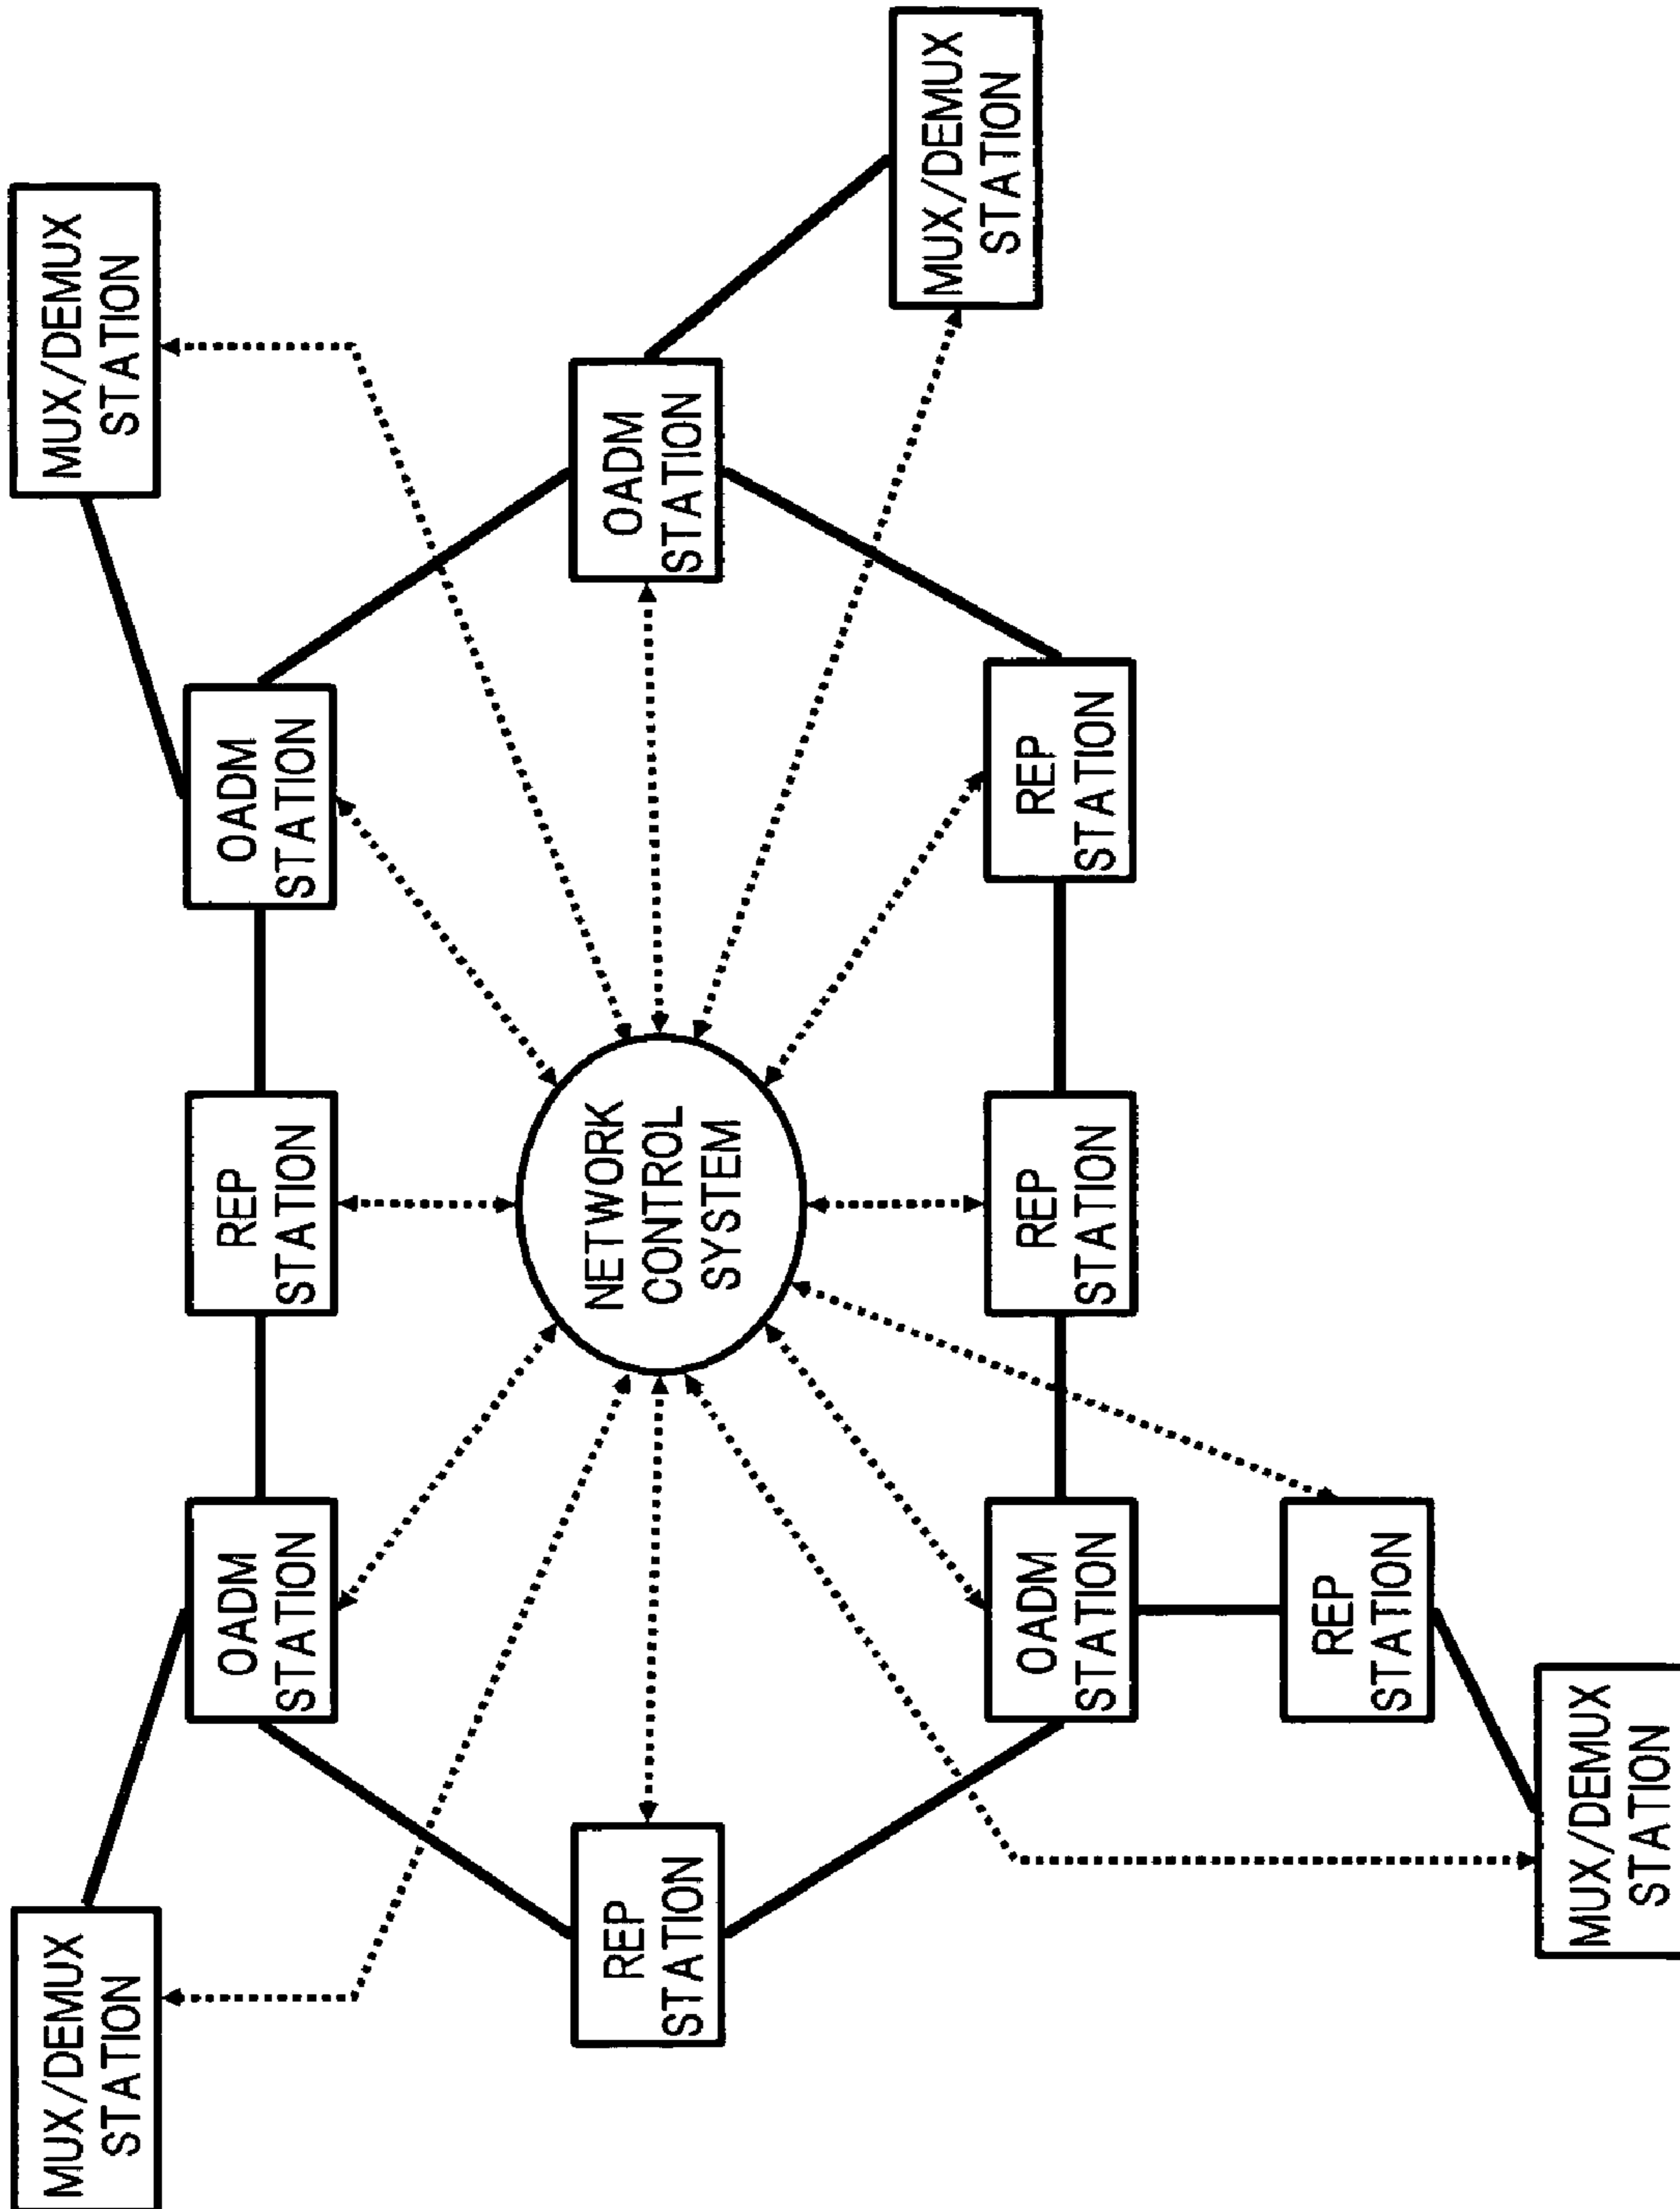 MUX/DEMUX
STATION
MUX/DEMUX
STATION
OADM
STATION
REP
STATION
OADM
STATION
REP
STATION
NETWORK
CONTROL
SYSTEM
OADM
STATION
MUX/DEMUX
STATION
OADM
STATION
REP
STATION
REP
STATION
REP
STATION
MUX/DEMUX
STATION